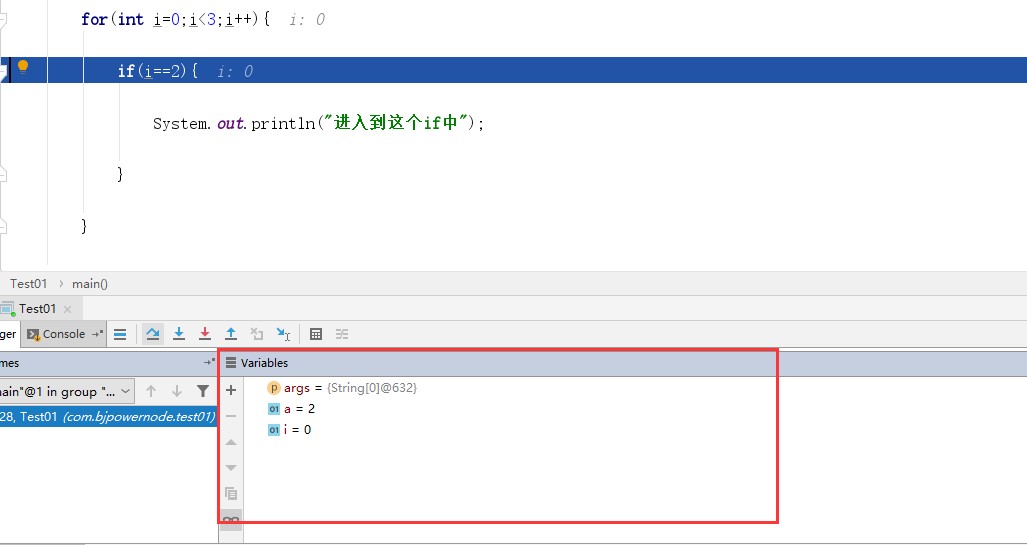 for(int i=0;i<3;i++){ i: 0
if(i==2){ i: 0
System.out.println("进入到这个if中");
}
}
Test01 › main()
Test01
ger Console
mes Variables
ain"@1 in group "...
28, Test01 (com.bjpowernode.test01)
args = {String[0]@632}
a = 2
i = 0